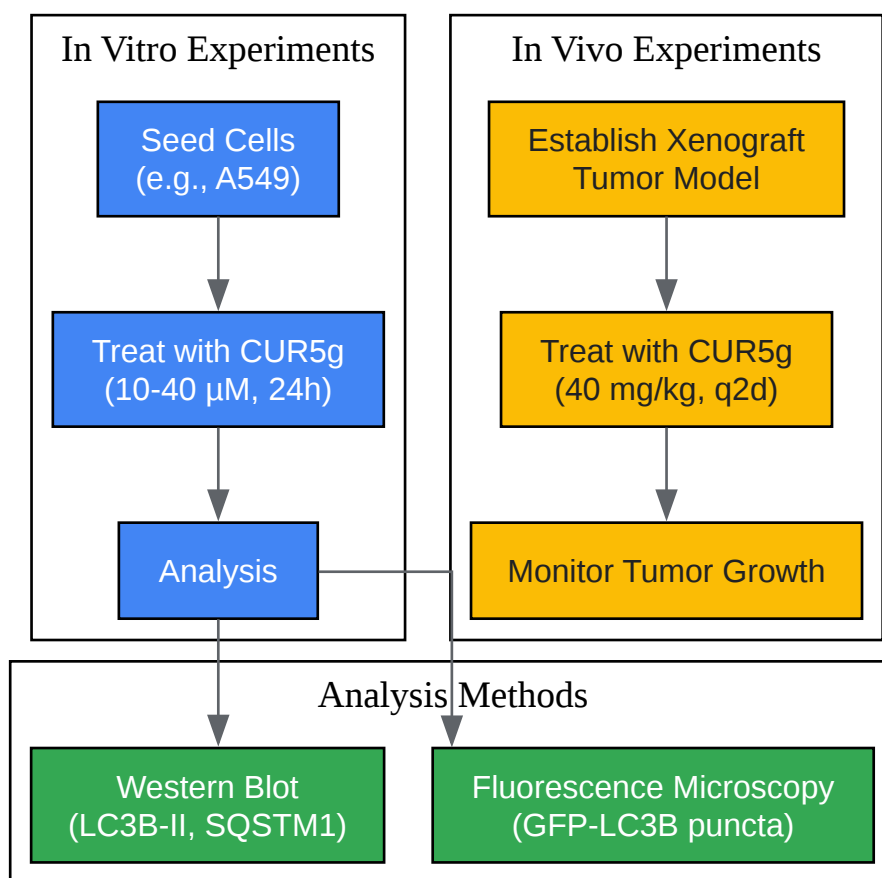 In Vitro Experiments
Seed Cells
(e.g., A549)
Treat with CUR5g
(10-40 µM, 24h)
Analysis
In Vivo Experiments
Establish Xenograft
Tumor Model
Treat with CUR5g
(40 mg/kg, q2d)
Monitor Tumor Growth
Analysis Methods
Western Blot
(LC3B-II, SQSTM1)
Fluorescence Microscopy
(GFP-LC3B puncta)